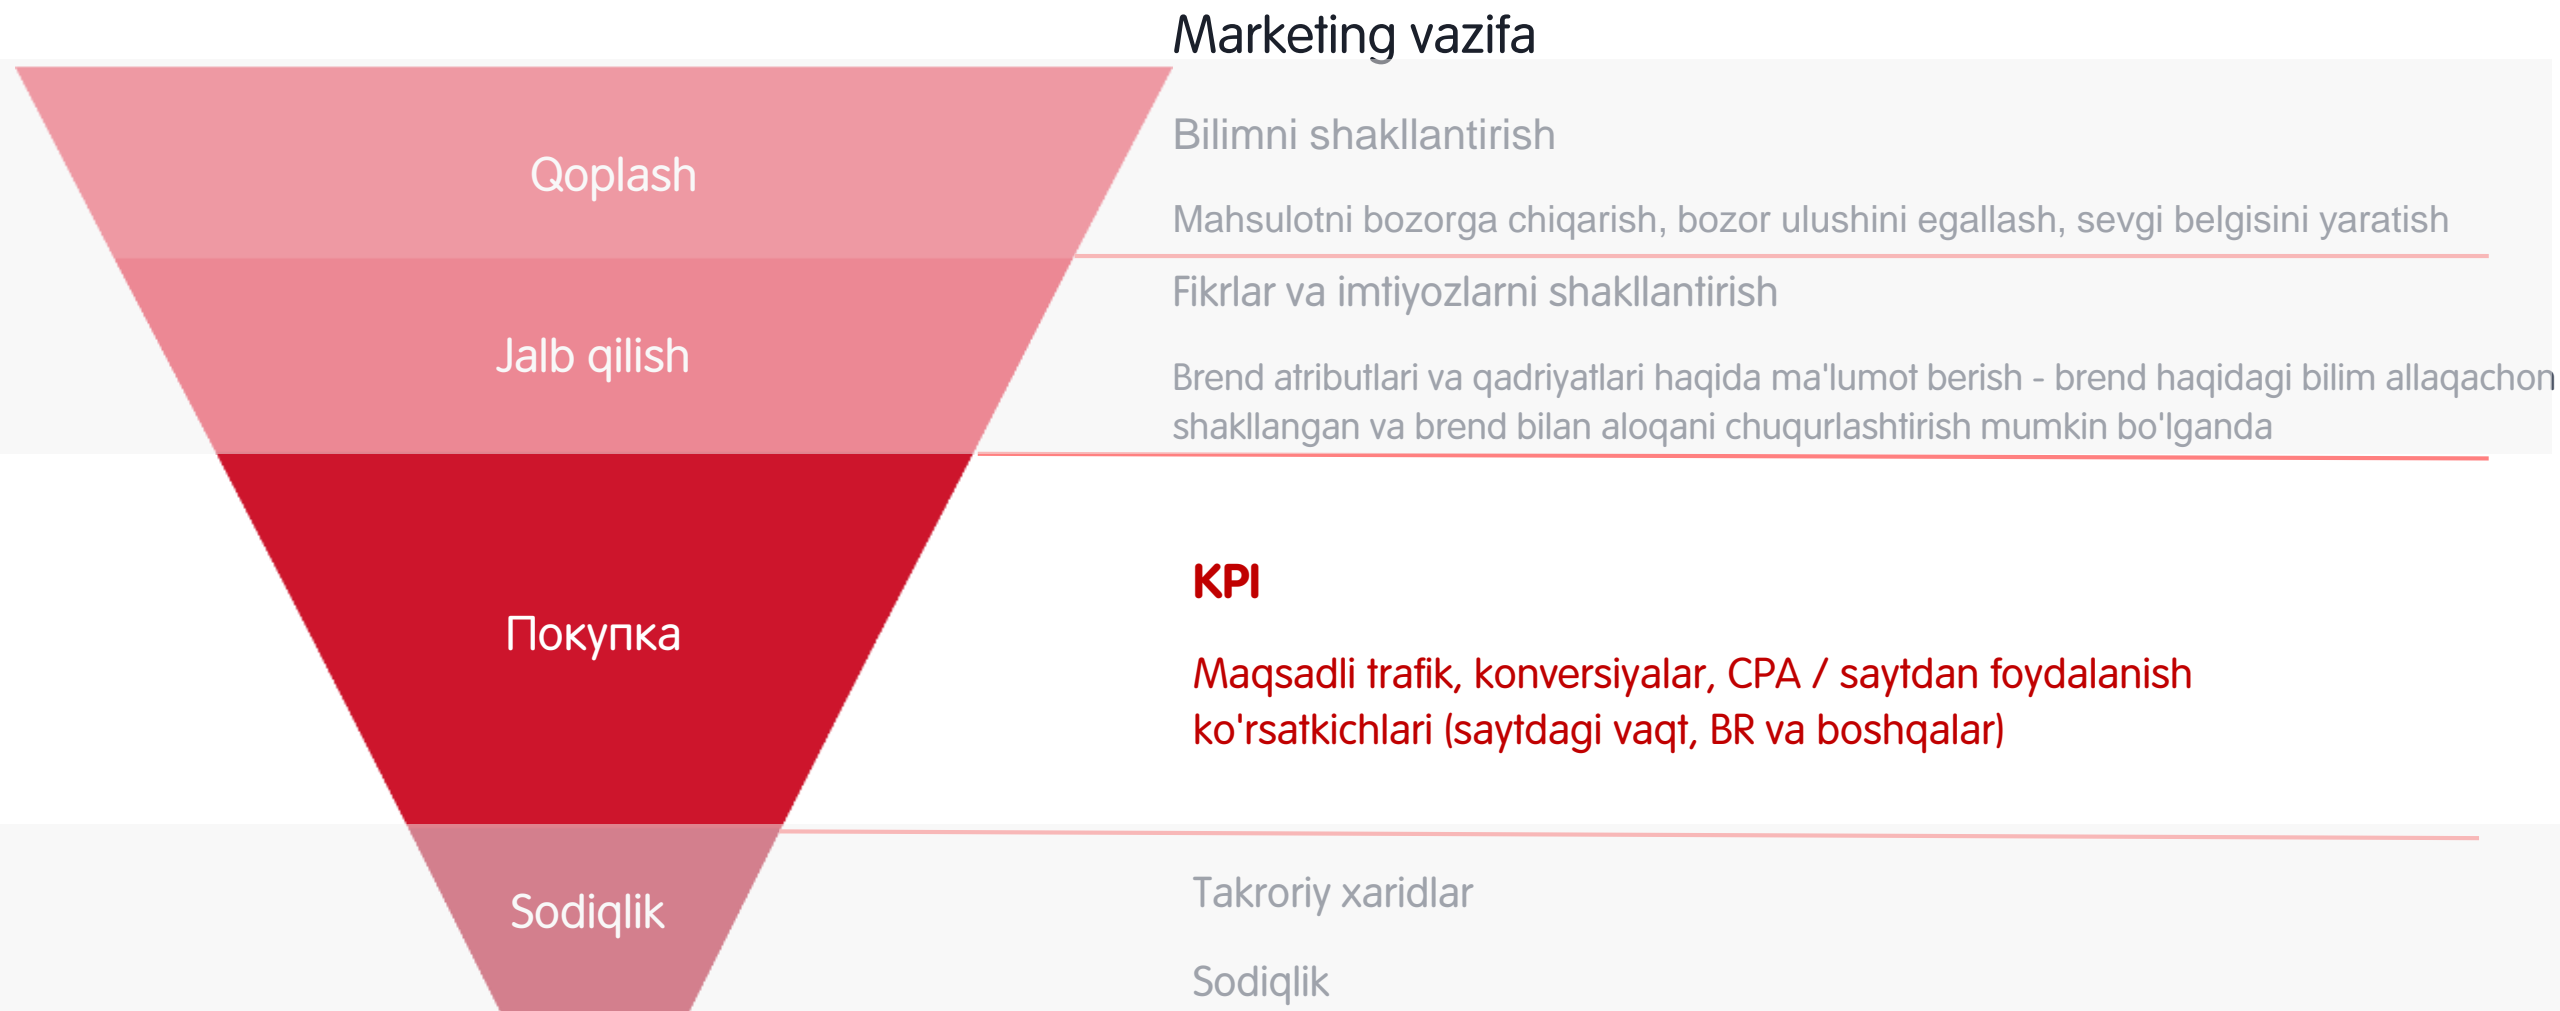 Marketing vazifa
Qoplash
Bilimni shakllantirish
Mahsulotni bozorga chiqarish, bozor ulushini egallash, sevgi belgisini yaratish
Jalb qilish
Fikrlar va imtiyozlarni shakllantirish
Brend atributlari va qadriyatlari haqida ma'lumot berish - brend haqidagi bilim allaqachon
shakllangan va brend bilan aloqani chuqurlashtirish mumkin bo'lganda
Покупка
KPI
Maqsadli trafik, konversiyalar, CPA / saytdan foydalanish
ko'rsatkichlari (saytdagi vaqt, BR va boshqalar)
Sodiqlik
Takroriy xaridlar
Sodiqlik